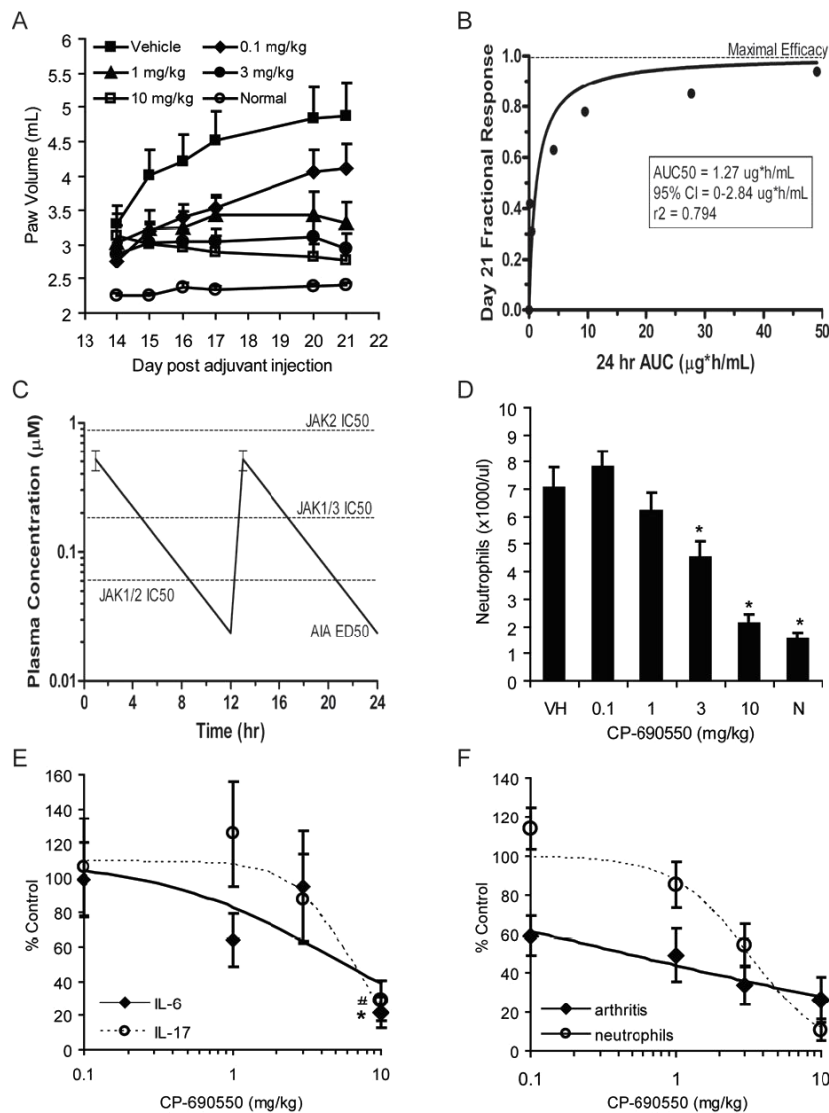 A
Vehicle
0.1 mg/kg
1 mg/kg
3 mg/kg
10 mg/kg
Normal
Paw Volume (mL)
6
5.5
5
4.5
4
3.5
3
2.5
2
13 14 15 16 17 18 19 20 21 22
Day post adjuvant injection
B
Maximal Efficacy
Day 21 Fractional Response
1.0
0.8
0.6
0.4
0.2
0.0
AUC50 = 1.27 ug*h/mL
95% CI = 0-2.84 ug*h/mL
r2 = 0.794
0 10 20 30 40 50
24 hr AUC (μg*h/mL)
C
Plasma Concentration (μM)
1
0.1
0.01
JAK2 IC50
JAK1/3 IC50
JAK1/2 IC50
AIA ED50
0 4 8 12 16 20 24
Time (hr)
D
Neutrophils (x1000/ul)
10
9
8
7
6
5
4
3
2
1
0
*
*
*
VH 0.1 1 3 10 N
CP-690550 (mg/kg)
E
% Control
160
140
120
100
80
60
40
20
0
IL-6
IL-17
#
*
0.1 1 10
CP-690550 (mg/kg)
F
% Control
140
120
100
80
60
40
20
0
arthritis
neutrophils
0.1 1 10
CP-690550 (mg/kg)